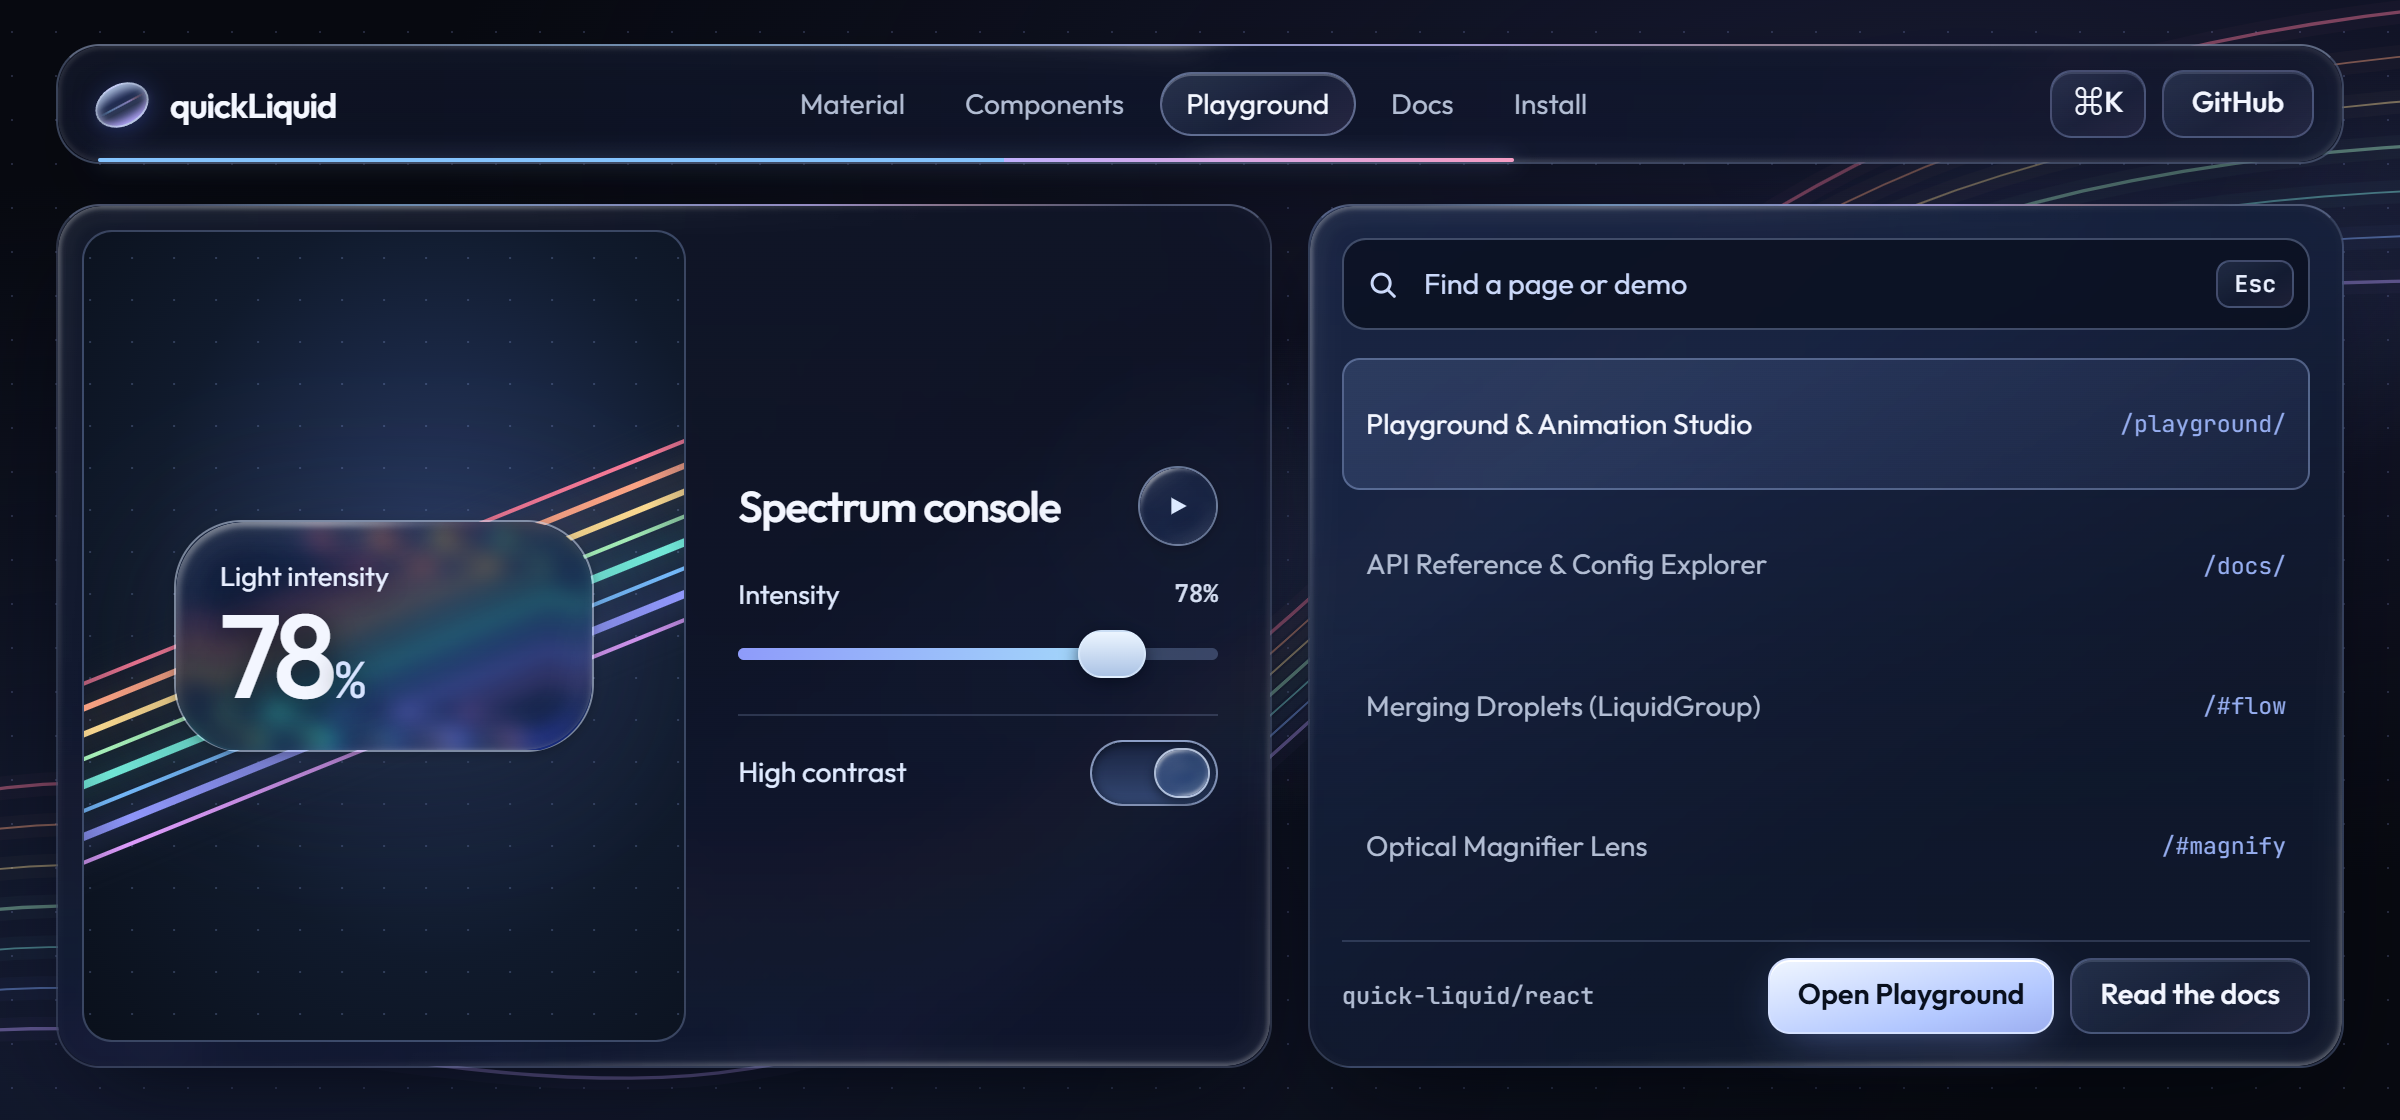 quickLiquid
Material Components Playground Docs Install
⌘K GitHub
Light intensity
78%
Spectrum console
Intensity 78%
High contrast
Find a page or demo Esc
Playground & Animation Studio /playground/
API Reference & Config Explorer /docs/
Merging Droplets (LiquidGroup) /#flow
Optical Magnifier Lens /#magnify
quick-liquid/react Open Playground Read the docs